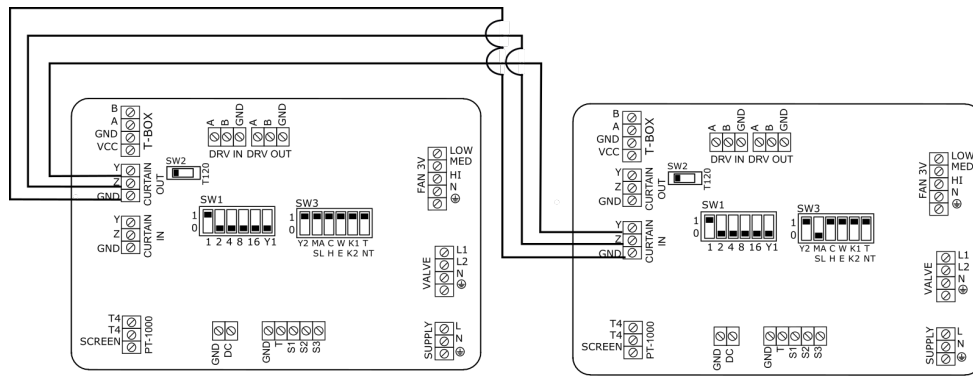 B
A
GND
VCC
T-BOX
A
B
GND
A
B
GND
DRV IN DRV OUT
LOW
MED
HI
N
FAN 3V
Y
Z
GND
CURTAIN
OUT
SW2
T120
Y
Z
GND
CURTAIN
IN
SW1
1
0
1 2 4 8 16 Y1
SW3
1
0
Y2 MA C W K1 T
SL H E K2 NT
L1
L2
N
VALVE
T4
T4
SCREEN
PT-1000
GND
DC
GND
T
S1
S2
S3
L
N
SUPPLY
B
A
GND
VCC
T-BOX
A
B
GND
A
B
GND
DRV IN DRV OUT
LOW
MED
HI
N
FAN 3V
Y
Z
GND
CURTAIN
OUT
SW2
T120
Y
Z
GND
CURTAIN
IN
SW1
1
0
1 2 4 8 16 Y1
SW3
1
0
Y2 MA C W K1 T
SL H E K2 NT
L1
L2
N
VALVE
T4
T4
SCREEN
PT-1000
GND
DC
GND
T
S1
S2
S3
L
N
SUPPLY